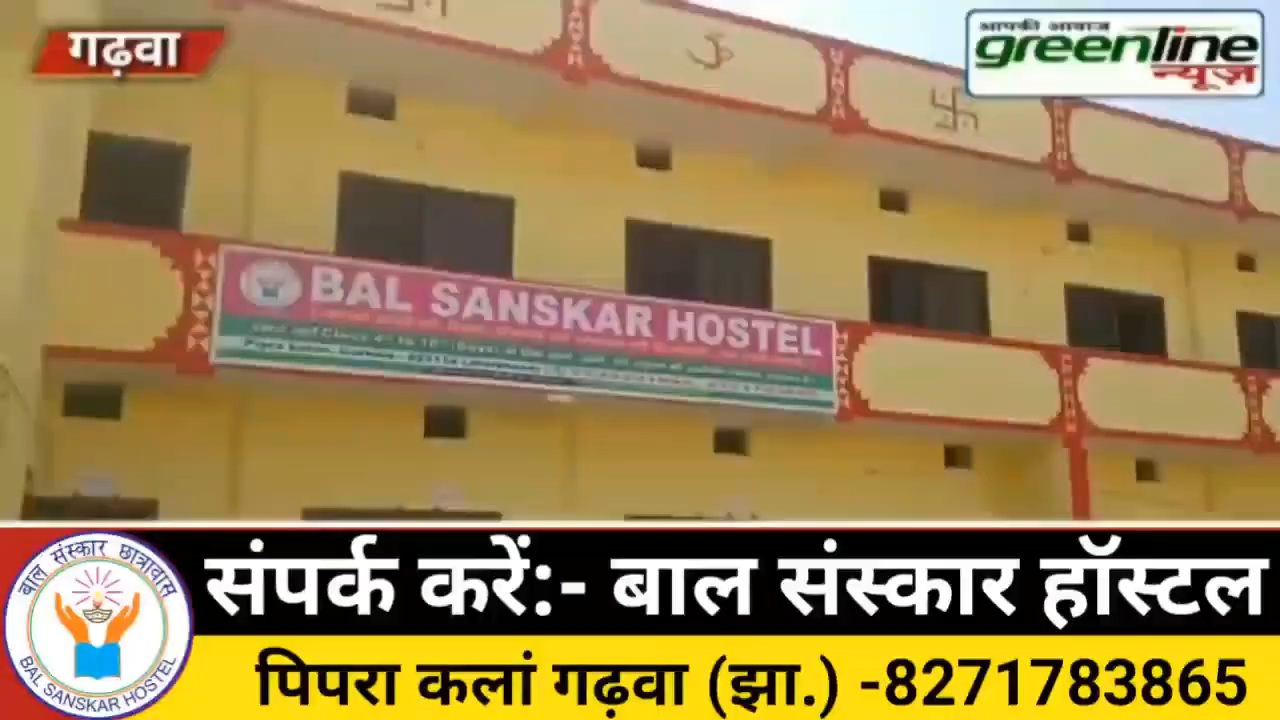 गढ़वा
आपकी आवाज
greenline
न्यूज़
BAL SANSKAR HOSTEL
बाल संस्कार छात्रावास
BAL SANSKAR HOSTEL
संपर्क करें:- बाल संस्कार हॉस्टल
पिपरा कलां गढ़वा (झा.) -8271783865